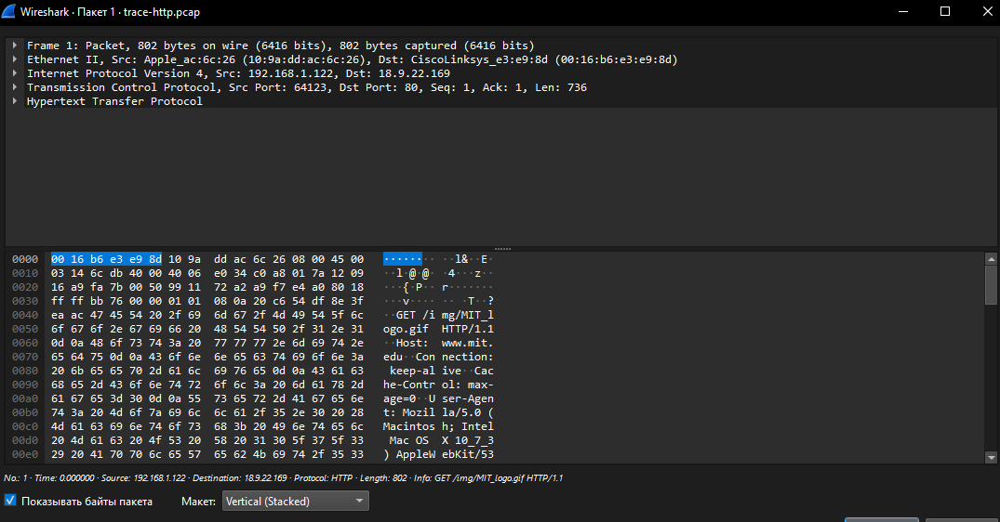 Wireshark · Пакет 1 · trace-http.pcap
Frame 1: Packet, 802 bytes on wire (6416 bits), 802 bytes captured (6416 bits)
Ethernet II, Src: Apple_ac:6c:26 (10:9a:dd:ac:6c:26), Dst: CiscoLinksys_e3:e9:8d (00:16:b6:e3:e9:8d)
Internet Protocol Version 4, Src: 192.168.1.122, Dst: 18.9.22.169
Transmission Control Protocol, Src Port: 64123, Dst Port: 80, Seq: 1, Ack: 1, Len: 736
Hypertext Transfer Protocol
0000 00 16 b6 e3 e9 8d 10 9a dd ac 6c 26 08 00 45 00 ········ ··l&··E·
0010 03 14 6c db 40 00 40 06 e0 34 c0 a8 01 7a 12 09 ··l·@·@· ·4···z··
0020 16 a9 fa 7b 00 50 99 11 72 a2 a9 f7 e4 a0 80 18 ···{·P·· r·······
0030 ff ff bb 76 00 00 01 01 08 0a 20 c6 54 df 8e 3f ···v···· ·· ·T··?
0040 ea ac 47 45 54 20 2f 69 6d 67 2f 4d 49 54 5f 6c ··GET /i mg/MIT_l
0050 6f 67 6f 2e 67 69 66 20 48 54 54 50 2f 31 2e 31 ogo.gif HTTP/1.1
0060 0d 0a 48 6f 73 74 3a 20 77 77 77 2e 6d 69 74 2e ··Host: www.mit.
0070 65 64 75 0d 0a 43 6f 6e 6e 65 63 74 69 6f 6e 3a edu··Con nection:
0080 20 6b 65 65 70 2d 61 6c 69 76 65 0d 0a 43 61 63 keep-al ive··Cac
0090 68 65 2d 43 6f 6e 74 72 6f 6c 3a 20 6d 61 78 2d he-Contr ol: max-
00a0 61 67 65 3d 30 0d 0a 55 73 65 72 2d 41 67 65 6e age=0··U ser-Agen
00b0 74 3a 20 4d 6f 7a 69 6c 6c 61 2f 35 2e 30 20 28 t: Mozil la/5.0 (
00c0 4d 61 63 69 6e 74 6f 73 68 3b 20 49 6e 74 65 6c Macintos h; Intel
00d0 20 4d 61 63 20 4f 53 20 58 20 31 30 5f 37 5f 33 Mac OS X 10_7_3
00e0 29 20 41 70 70 6c 65 57 65 62 4b 69 74 2f 35 33 ) AppleW ebKit/53
No.: 1 · Time: 0.000000 · Source: 192.168.1.122 · Destination: 18.9.22.169 · Protocol: HTTP · Length: 802 · Info: GET /img/MIT_logo.gif HTTP/1.1
Показывать байты пакета Макет: Vertical (Stacked)